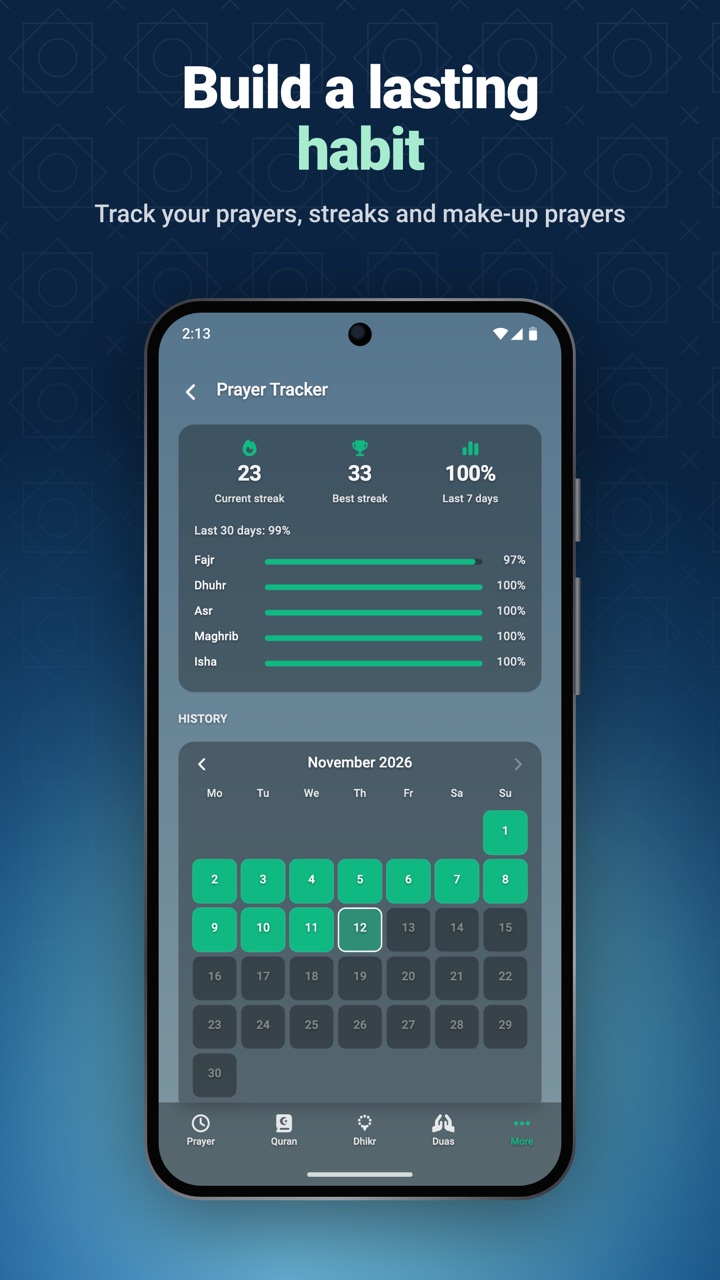 Build a lasting
habit
Track your prayers, streaks and make-up prayers
2:13
Prayer Tracker
23 33 100%
Current streak Best streak Last 7 days
Last 30 days: 99%
Fajr 97%
Dhuhr 100%
Asr 100%
Maghrib 100%
Isha 100%
HISTORY
November 2026
Mo Tu We Th Fr Sa Su
1
2 3 4 5 6 7 8
9 10 11 12 13 14 15
16 17 18 19 20 21 22
23 24 25 26 27 28 29
30
Prayer Quran Dhikr Duas More